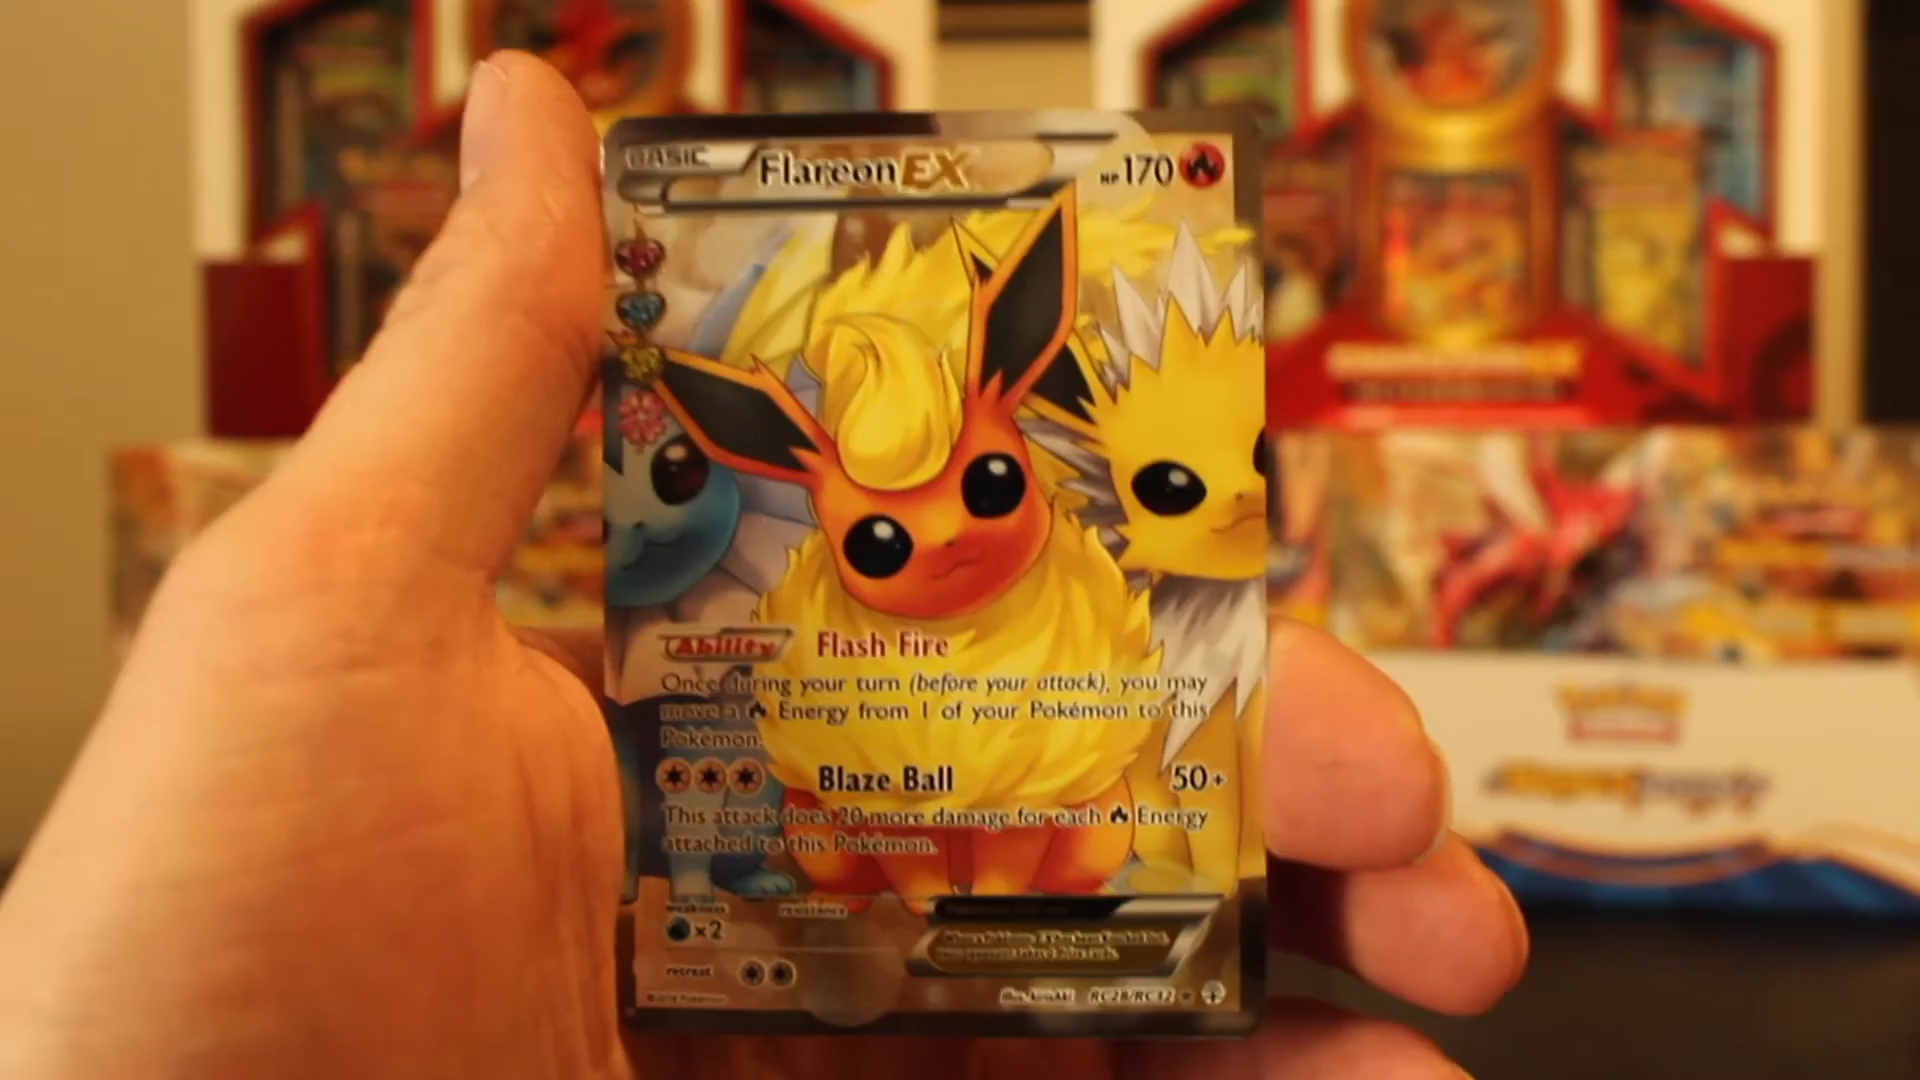 BASIC Flareon EX HP 170
Ability Flash Fire
Once during your turn (before your attack), you may
move a Energy from 1 of your Pokémon to this
Pokémon.
Blaze Ball 50+
This attack does 20 more damage for each Energy
attached to this Pokémon.
weakness resistance
x2
retreat
RC28/RC32